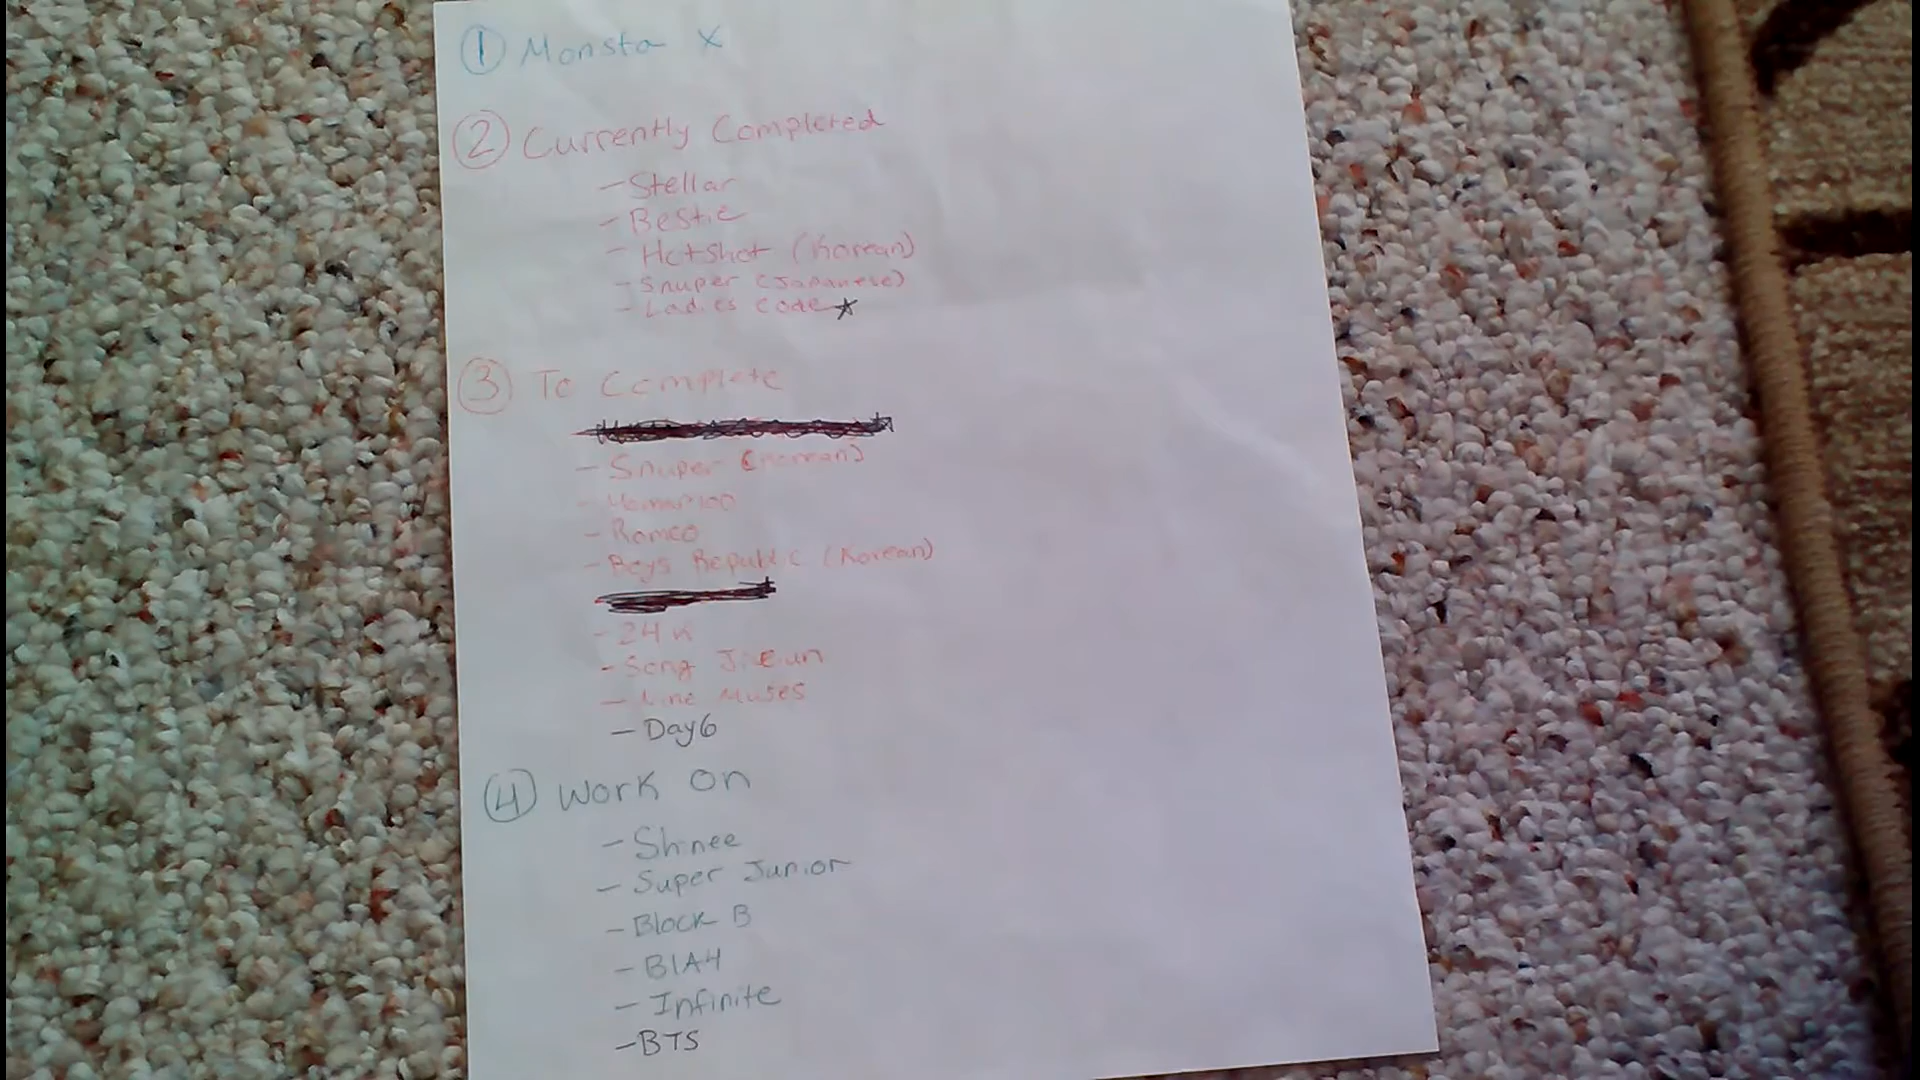 ① Monsta X
② Currently Completed
- Stellar
- Bestie
- Hotshot (Korean)
- Snuper (Japanese)
- Ladies Code ★
③ To Complete
- Snuper (Korean)
- Romeo
- Boys Republic (Korean)
- 24K
- Song Jieun
- Nine Muses
- Day6
④ Work on
- Shinee
- Super Junior
- Block B
- B1A4
- Infinite
- BTS